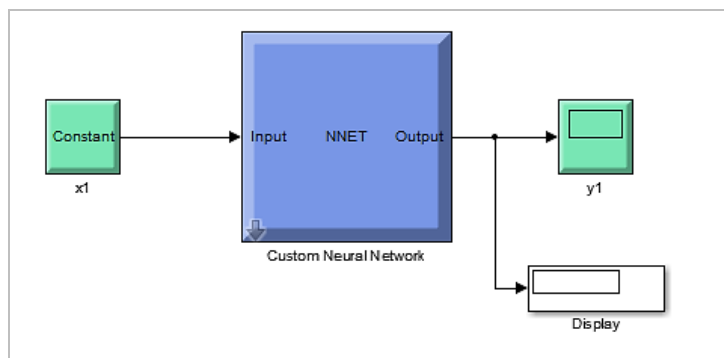 Constant
x1
Input NNET Output
Custom Neural Network
y1
Display